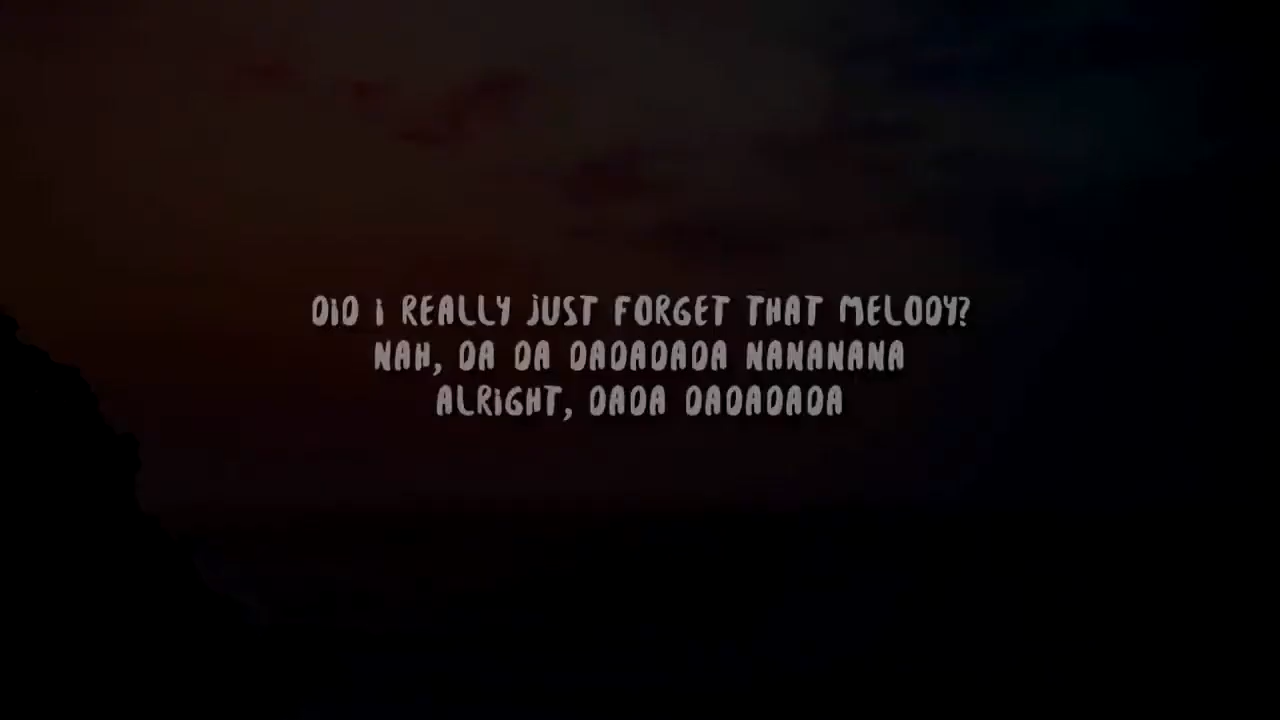 DID I REALLY JUST FORGET THAT MELODY?
NAH, DA DA DADADADA NANANANA
ALRIGHT, DADA DADADADA